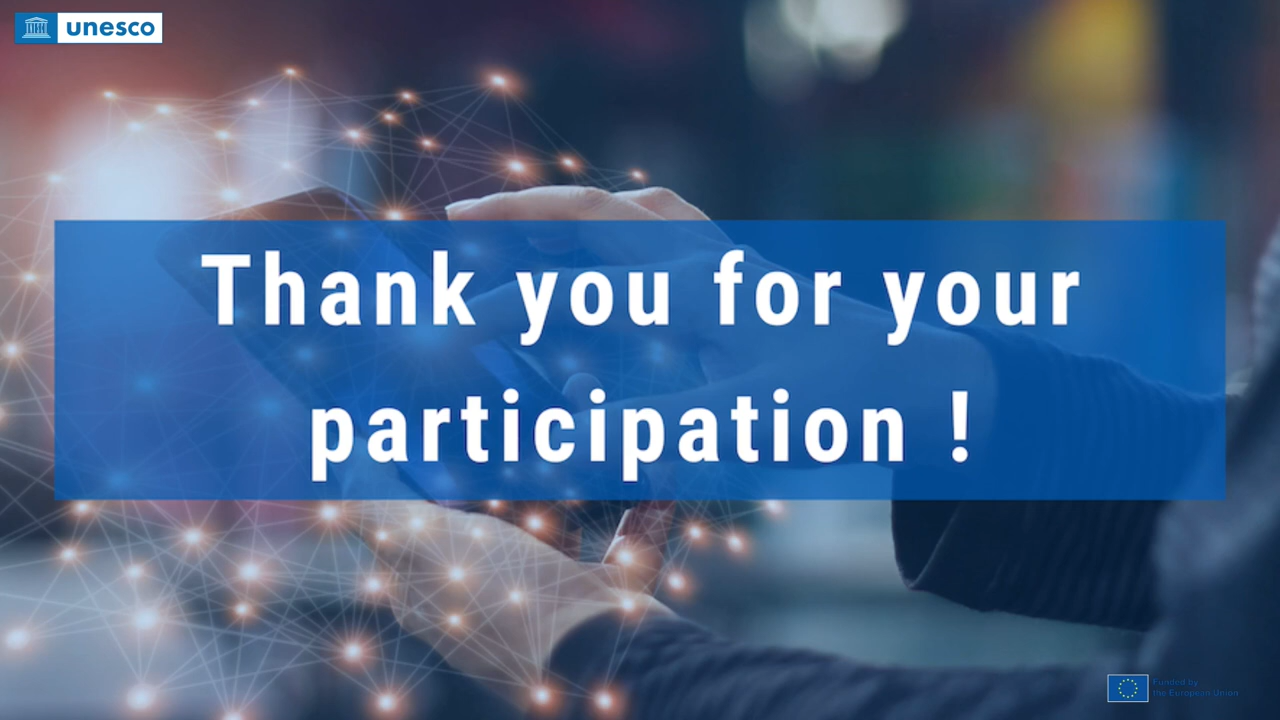 unesco
Thank you for your
participation !
Funded by
the European Union